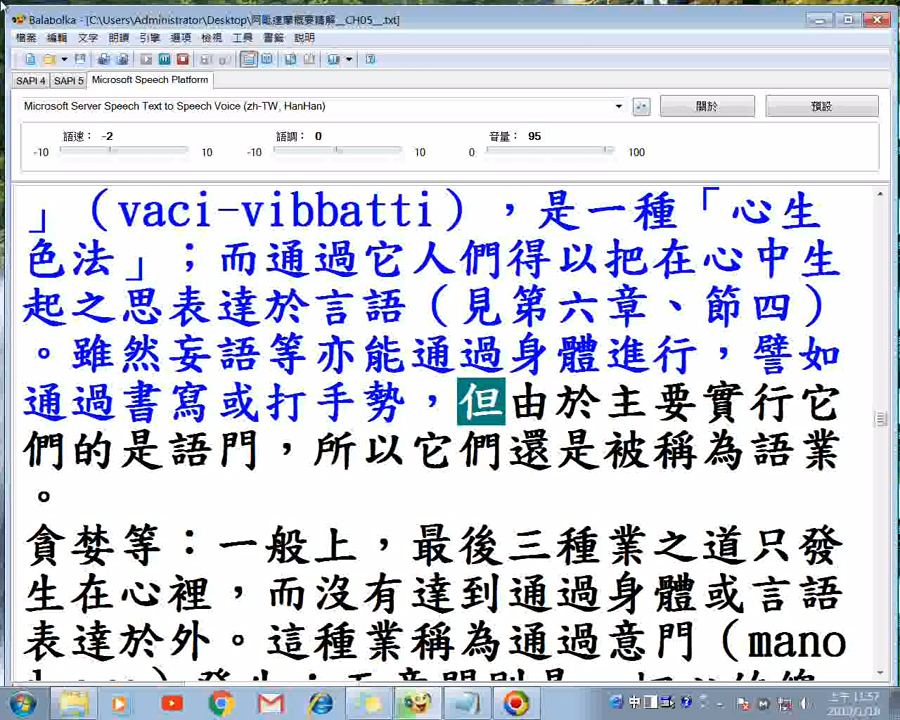 Balabolka - [C:\Users\Administrator\Desktop\阿毗達摩概要精解__CH05__.txt]
檔案 編輯 文字 朗讀 引擎 選項 檢視 工具 書籤 說明
SAPI 4 SAPI 5 Microsoft Speech Platform
Microsoft Server Speech Text to Speech Voice (zh-TW, HanHan) 關於 預設
語速： -2 語調： 0 音量： 95
-10 10 -10 10 0 100
」（vaci-vibbatti），是一種「心生
色法」；而通過它人們得以把在心中生
起之思表達於言語（見第六章、節四）
。雖然妄語等亦能通過身體進行，譬如
通過書寫或打手勢，但由於主要實行它
們的是語門，所以它們還是被稱為語業
。
貪婪等：一般上，最後三種業之道只發
生在心裡，而沒有達到通過身體或言語
表達於外。這種業稱為通過意門（mano
中
上午 11:57